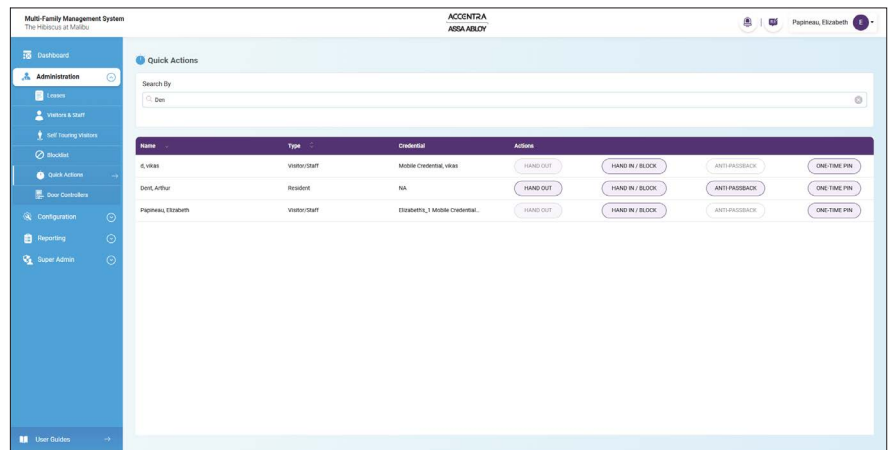 Multi-Family Management System
The Hibiscus at Malibu
ACCENTRA
ASSA ABLOY
Papineau, Elizabeth E
Dashboard
Administration
Leases
Visitors & Staff
Self Touring Visitors
Blocklist
Quick Actions
Door Controllers
Configuration
Reporting
Super Admin
User Guides
Quick Actions
Search By
Den
Name Type Credential Actions
d, vikas Visitor/Staff Mobile Credential, vikas HAND OUT HAND IN / BLOCK ANTI-PASSBACK ONE-TIME PIN
Dent, Arthur Resident NA HAND OUT HAND IN / BLOCK ANTI-PASSBACK ONE-TIME PIN
Papineau, Elizabeth Visitor/Staff Elizabeths_1 Mobile Credential... HAND OUT HAND IN / BLOCK ANTI-PASSBACK ONE-TIME PIN